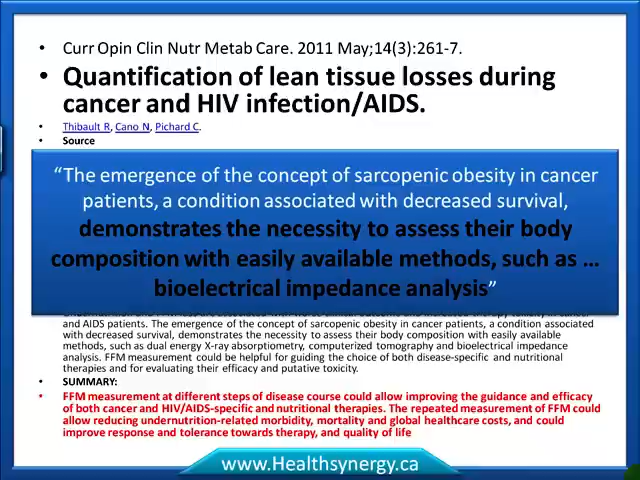 • Curr Opin Clin Nutr Metab Care. 2011 May;14(3):261-7.
• Quantification of lean tissue losses during
cancer and HIV infection/AIDS.
• Thibault R, Cano N, Pichard C.
• Source
“The emergence of the concept of sarcopenic obesity in cancer
patients, a condition associated with decreased survival,
demonstrates the necessity to assess their body
composition with easily available methods, such as …
bioelectrical impedance analysis”
and AIDS patients. The emergence of the concept of sarcopenic obesity in cancer patients, a condition associated
with decreased survival, demonstrates the necessity to assess their body composition with easily available
methods, such as dual energy X-ray absorptiometry, computerized tomography and bioelectrical impedance
analysis. FFM measurement could be helpful for guiding the choice of both disease-specific and nutritional
therapies and for evaluating their efficacy and putative toxicity.
• SUMMARY:
• FFM measurement at different steps of disease course could allow improving the guidance and efficacy
of both cancer and HIV/AIDS-specific and nutritional therapies. The repeated measurement of FFM could
allow reducing undernutrition-related morbidity, mortality and global healthcare costs, and could
improve response and tolerance towards therapy, and quality of life
www.Healthsynergy.ca